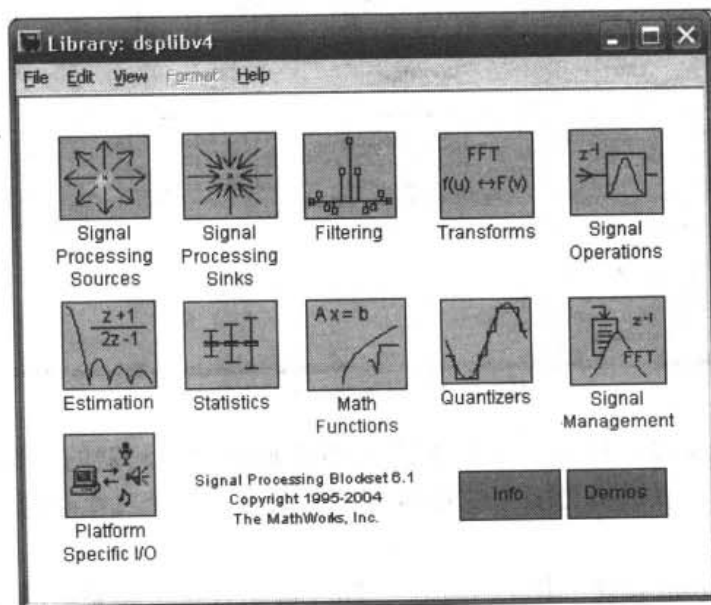 Library: dsplibv4
File Edit View Format Help
FFT
f(u) ↔F(v)
z⁻¹
Signal Processing Sources
Signal Processing Sinks
Filtering
Transforms
Signal Operations
z+1
2z-1
Ax = b
z⁻¹
FFT
Estimation
Statistics
Math Functions
Quantizers
Signal Management
Signal Processing Blockset 6.1
Copyright 1995-2004
The MathWorks, Inc.
Info
Demos
Platform Specific I/O